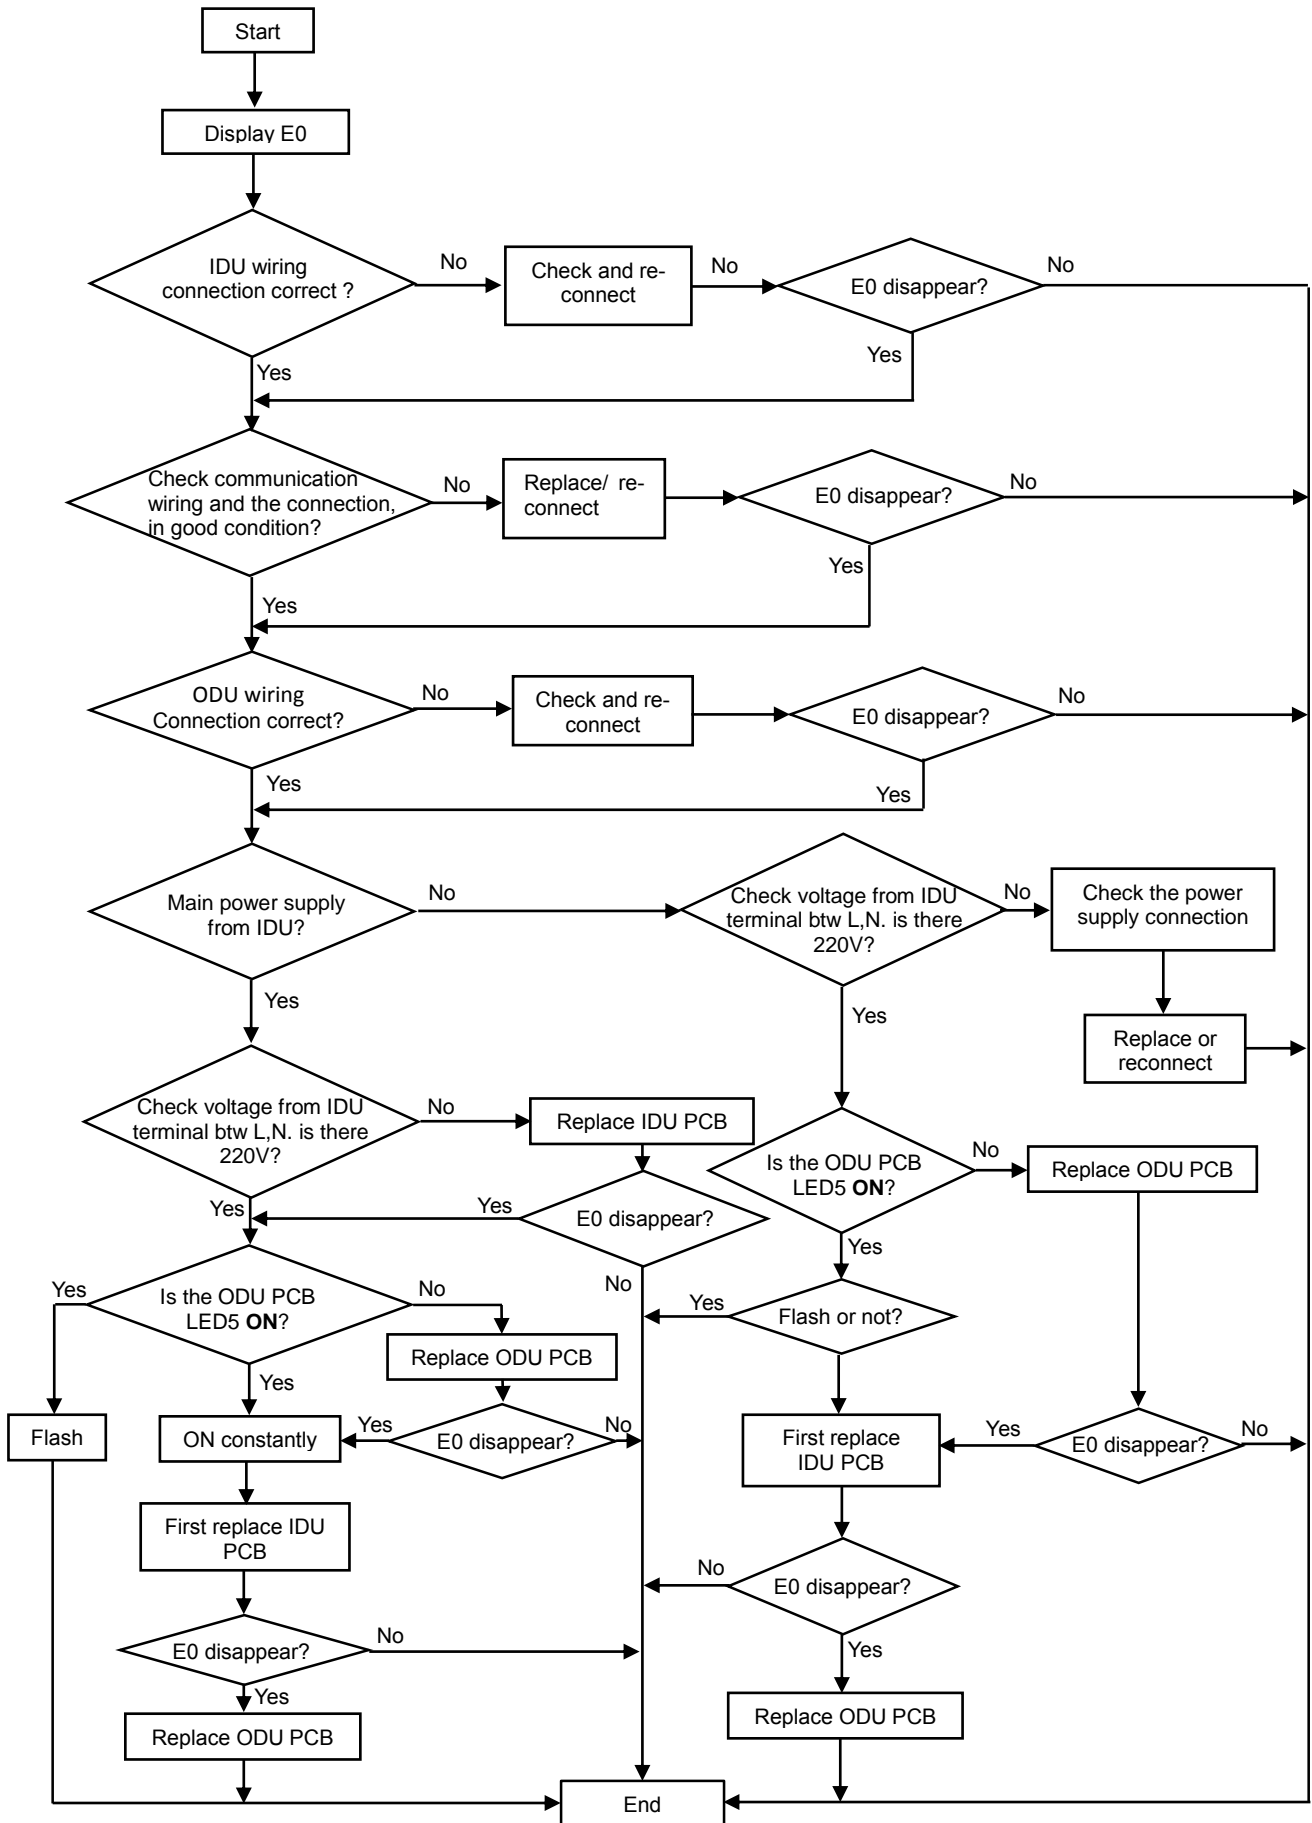 Start
Display E0
IDU wiring
connection correct ?
No
Check and re-
connect
No
E0 disappear?
No
Yes
Yes
Check communication
wiring and the connection,
in good condition?
No
Replace/ re-
connect
E0 disappear?
No
Yes
Yes
ODU wiring
Connection correct?
No
Check and re-
connect
E0 disappear?
No
Yes
Yes
Main power supply
from IDU?
No
Check voltage from IDU
terminal btw L,N. is there
220V?
No
Check the power
supply connection
Yes
Yes
Replace or
reconnect
Check voltage from IDU
terminal btw L,N. is there
220V?
No
Replace IDU PCB
Is the ODU PCB
LED5 ON?
No
Replace ODU PCB
Yes
Yes
E0 disappear?
Yes
No
Yes
Is the ODU PCB
LED5 ON?
No
Yes
Flash or not?
Replace ODU PCB
Yes
Flash
ON constantly
Yes
E0 disappear?
No
First replace
IDU PCB
Yes
E0 disappear?
No
First replace IDU
PCB
No
E0 disappear?
E0 disappear?
No
Yes
Yes
Replace ODU PCB
Replace ODU PCB
End